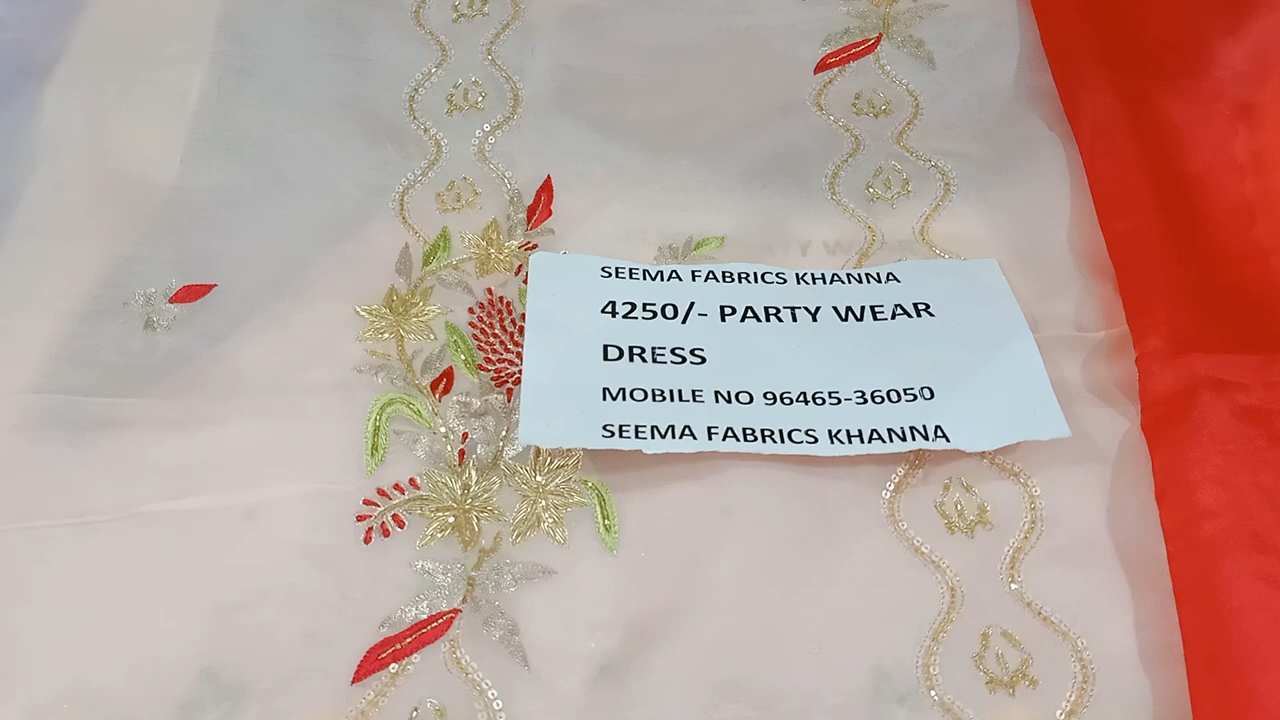 SEEMA FABRICS KHANNA
4250/- PARTY WEAR
DRESS
MOBILE NO 96465-36050
SEEMA FABRICS KHANNA